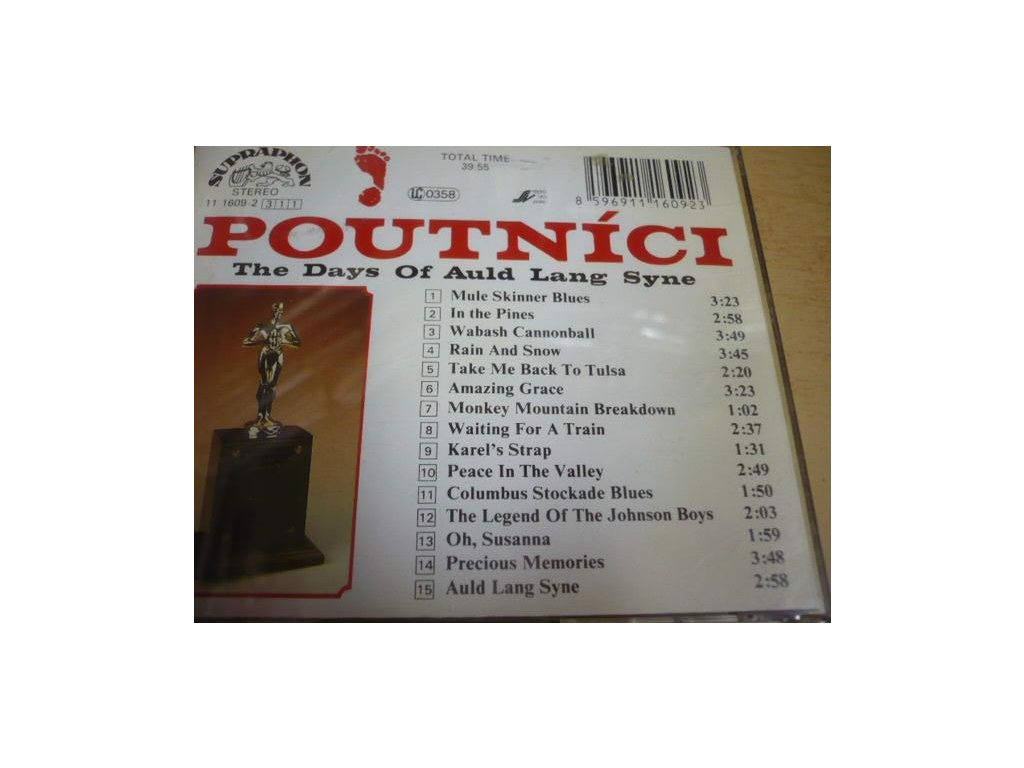 SUPRAPHON
STEREO
11 1609-2 311
TOTAL TIME
39.55
LC 0358
8 596911 160923
POUTNÍCI
The Days Of Auld Lang Syne
1 Mule Skinner Blues 3:23
2 In the Pines 2:58
3 Wabash Cannonball 3:49
4 Rain And Snow 3:45
5 Take Me Back To Tulsa 2:20
6 Amazing Grace 3:23
7 Monkey Mountain Breakdown 1:02
8 Waiting For A Train 2:37
9 Karel's Strap 1:31
10 Peace In The Valley 2:49
11 Columbus Stockade Blues 1:50
12 The Legend Of The Johnson Boys 2:03
13 Oh, Susanna 1:59
14 Precious Memories 3:48
15 Auld Lang Syne 2:58